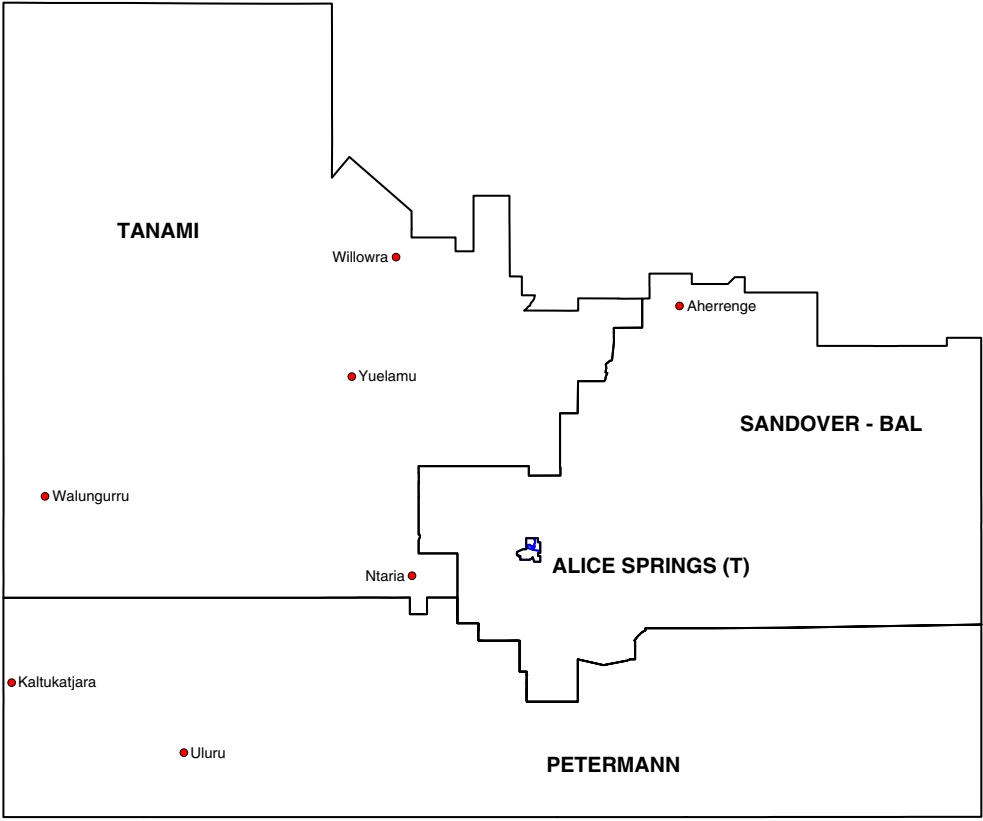 TANAMI
Willowra
Aherrenge
Yuelamu
SANDOVER - BAL
Walungurru
ALICE SPRINGS (T)
Ntaria
Kaltukatjara
Uluru
PETERMANN